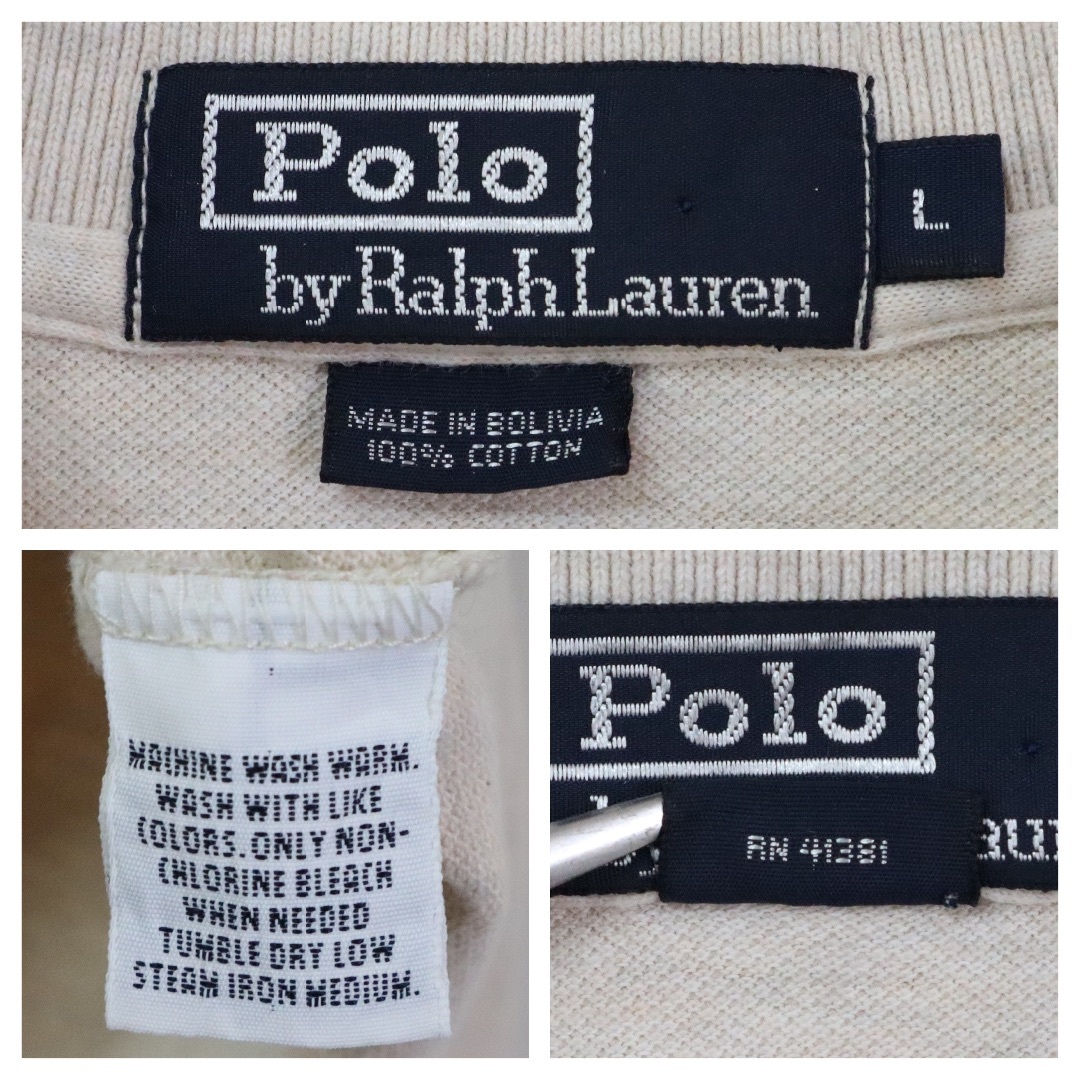 Polo
by Ralph Lauren
L
MADE IN BOLIVIA
100% COTTON
MACHINE WASH WARM.
WASH WITH LIKE
COLORS. ONLY NON-
CHLORINE BLEACH
WHEN NEEDED
TUMBLE DRY LOW
STEAM IRON MEDIUM.
Polo
RN 41381